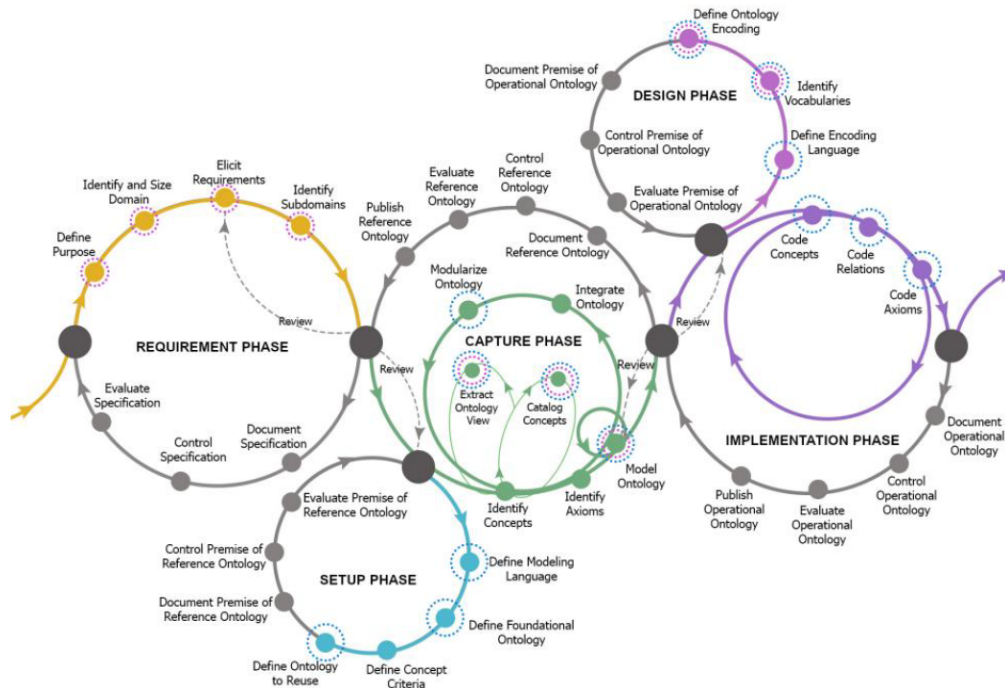 Define Ontology
Encoding
Document Premise of
Operational Ontology
DESIGN PHASE
Identify
Vocabularies
Control Premise of
Operational Ontology
Define Encoding
Language
Evaluate Premise of
Operational Ontology
Elicit
Requirements
Identify and Size
Domain
Identify
Subdomains
Define
Purpose
Review
REQUIREMENT PHASE
Evaluate
Specification
Control
Specification
Document
Specification
Control
Reference
Ontology
Evaluate
Reference
Ontology
Publish
Reference
Ontology
Document
Reference Ontology
Modularize
Ontology
Integrate
Ontology
CAPTURE PHASE
Review
Review
Extract
Ontology
View
Catalog
Concepts
Model
Ontology
Identify
Concepts
Identify
Axioms
Code
Concepts
Code
Relations
Code
Axioms
Review
IMPLEMENTATION PHASE
Document
Operational
Ontology
Control
Operational
Ontology
Evaluate
Operational
Ontology
Publish
Operational
Ontology
Evaluate Premise of
Reference Ontology
Control Premise of
Reference Ontology
SETUP PHASE
Define Modeling
Language
Document Premise of
Reference Ontology
Define Foundational
Ontology
Define Ontology
to Reuse
Define Concept
Criteria